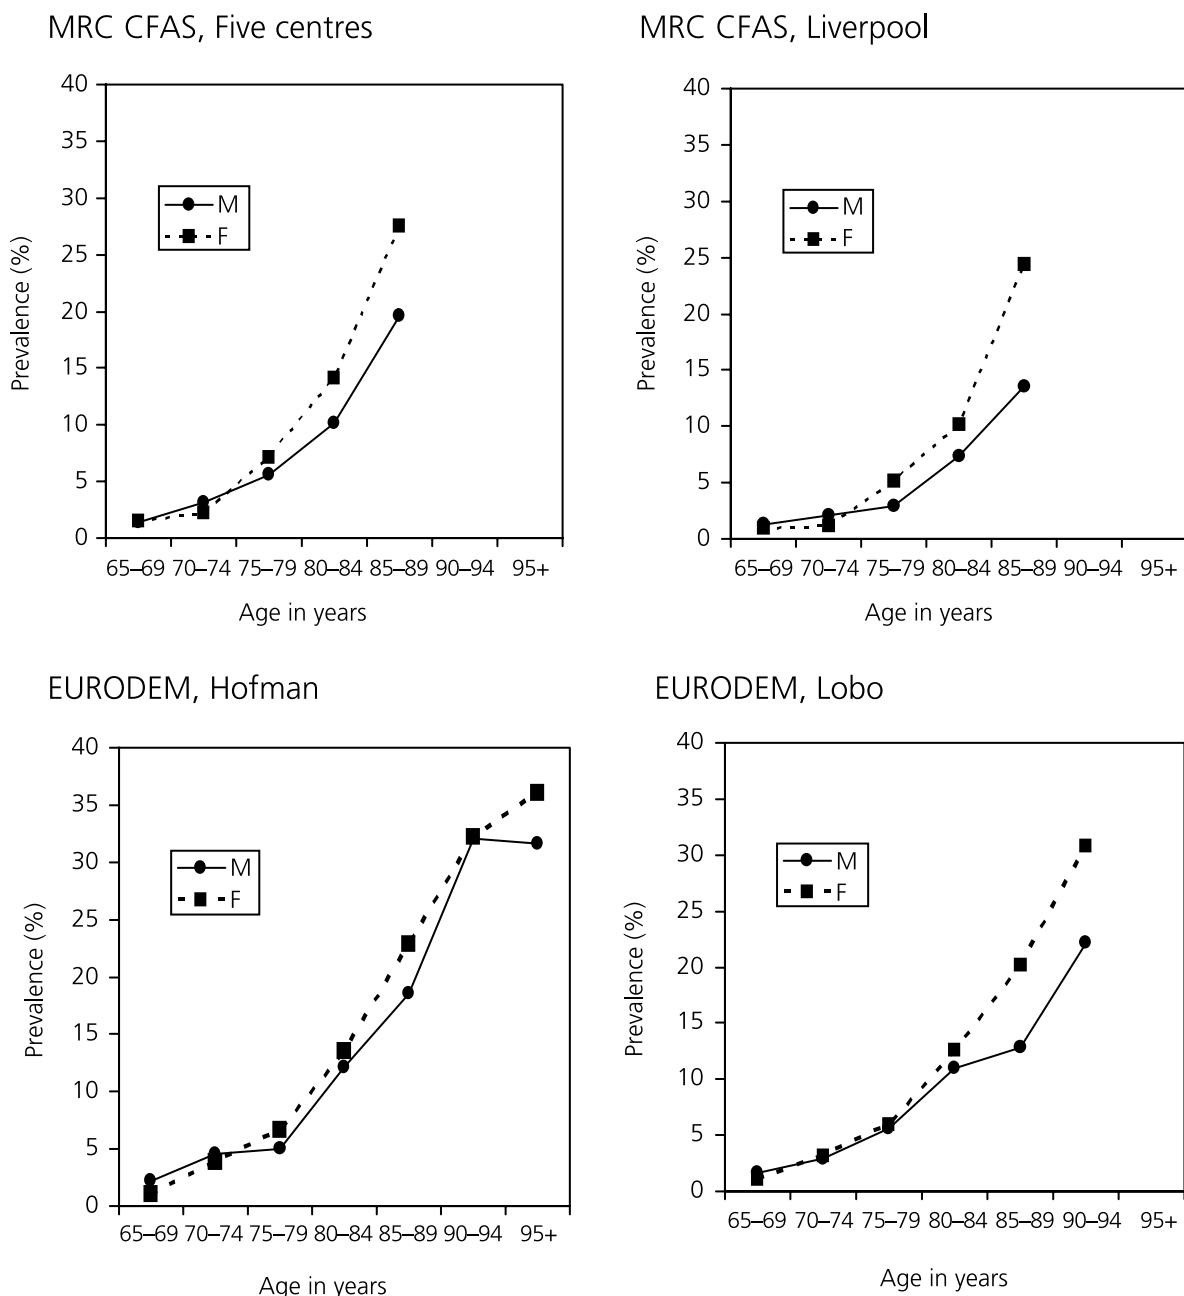 MRC CFAS, Five centres
40
35
30
25
20
15
10
5
0
Prevalence (%)
M
F
65–69 70–74 75–79 80–84 85–89 90–94 95+
Age in years
MRC CFAS, Liverpool
40
35
30
25
20
15
10
5
0
Prevalence (%)
M
F
65–69 70–74 75–79 80–84 85–89 90–94 95+
Age in years
EURODEM, Hofman
40
35
30
25
20
15
10
5
0
Prevalence (%)
M
F
65–69 70–74 75–79 80–84 85–89 90–94 95+
Age in years
EURODEM, Lobo
40
35
30
25
20
15
10
5
0
Prevalence (%)
M
F
65–69 70–74 75–79 80–84 85–89 90–94 95+
Age in years